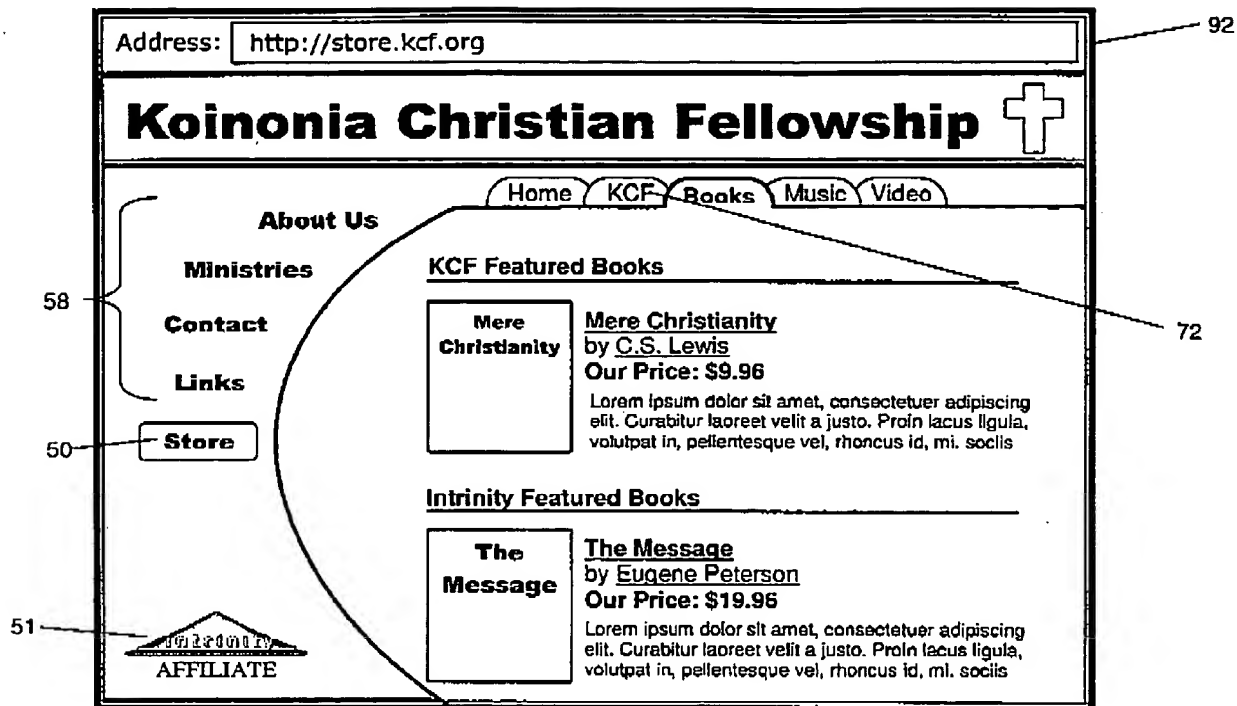 Address: http://store.kcf.org
92
Koinonia Christian Fellowship
Home KCF Books Music Video
About Us
Ministries
58
Contact
Links
50
Store
51
Intrinity
AFFILIATE
KCF Featured Books
Mere
Christianity
Mere Christianity
by C.S. Lewis
Our Price: $9.96
Lorem ipsum dolor sit amet, consectetuer adipiscing
elit. Curabitur laoreet velit a justo. Proin lacus ligula,
volutpat in, pellentesque vel, rhoncus id, mi. sociis
72
Intrinity Featured Books
The
Message
The Message
by Eugene Peterson
Our Price: $19.96
Lorem ipsum dolor sit amet, consectetuer adipiscing
elit. Curabitur laoreet velit a justo. Proin lacus ligula,
volutpat in, pellentesque vel, rhoncus id, mi. sociis